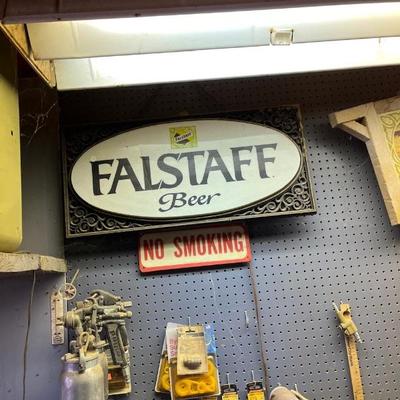 FALSTAFF
Beer
NO SMOKING